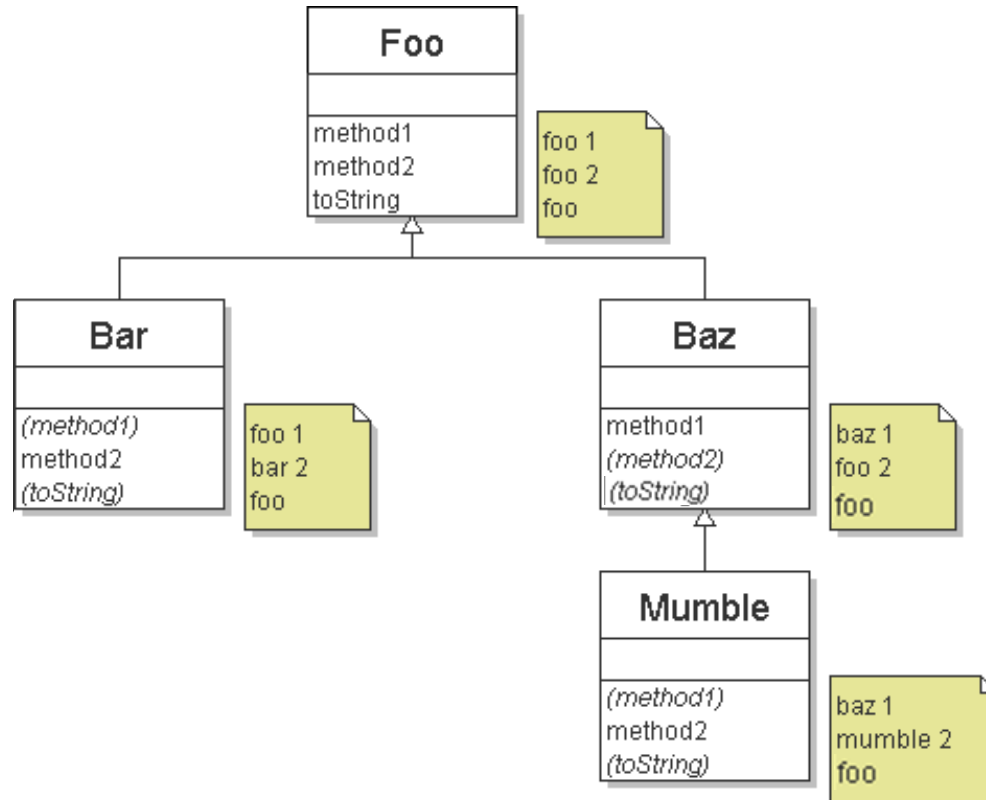 Foo
method1
method2
toString
foo 1
foo 2
foo
Bar
(method1)
method2
(toString)
foo 1
bar 2
foo
Baz
method1
(method2)
(toString)
baz 1
foo 2
foo
Mumble
(method1)
method2
(toString)
baz 1
mumble 2
foo